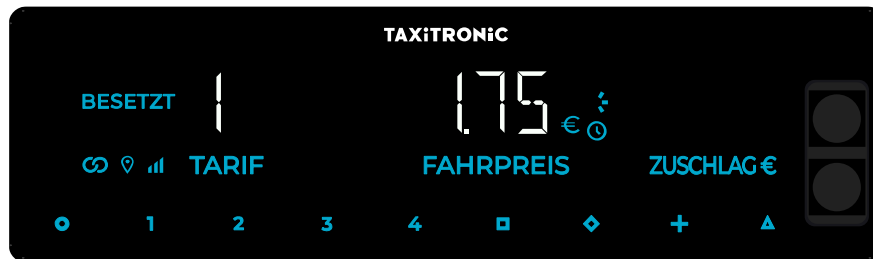 TAXiTRONiC
BESETZT 1 1.75 €
TARIF FAHRPREIS ZUSCHLAG €
1 2 3 4